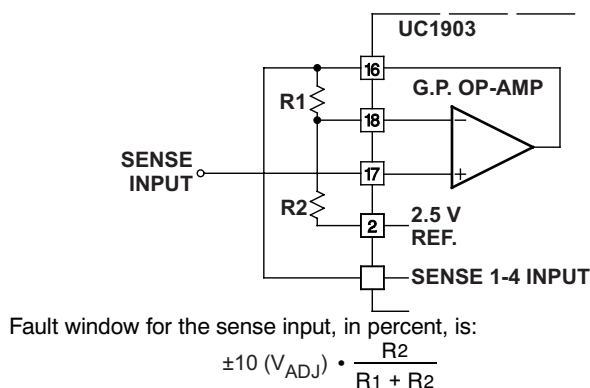 UC1903
16
G.P. OP-AMP
R1
18
−
SENSE
INPUT
17
+
R2
2
2.5 V
REF.
SENSE 1-4 INPUT
Fault window for the sense input, in percent, is:
±10 (VADJ) • R2
R1 + R2